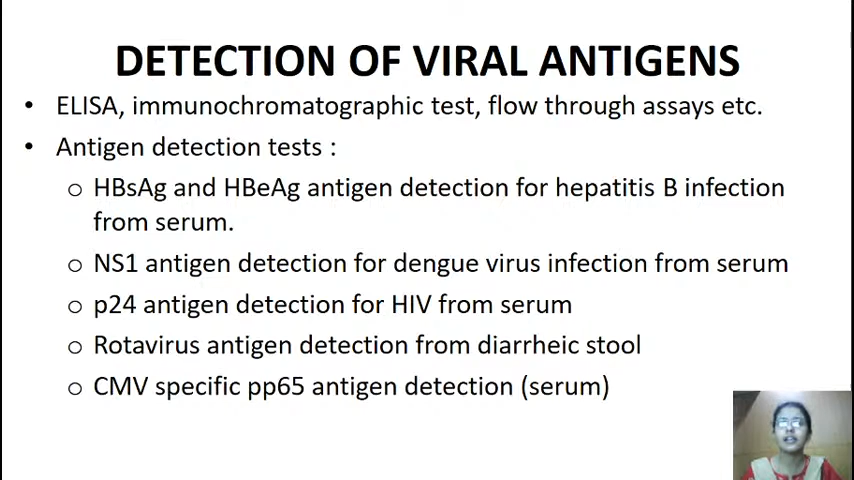 DETECTION OF VIRAL ANTIGENS
• ELISA, immunochromatographic test, flow through assays etc.
• Antigen detection tests :
o HBsAg and HBeAg antigen detection for hepatitis B infection
from serum.
o NS1 antigen detection for dengue virus infection from serum
o p24 antigen detection for HIV from serum
o Rotavirus antigen detection from diarrheic stool
o CMV specific pp65 antigen detection (serum)